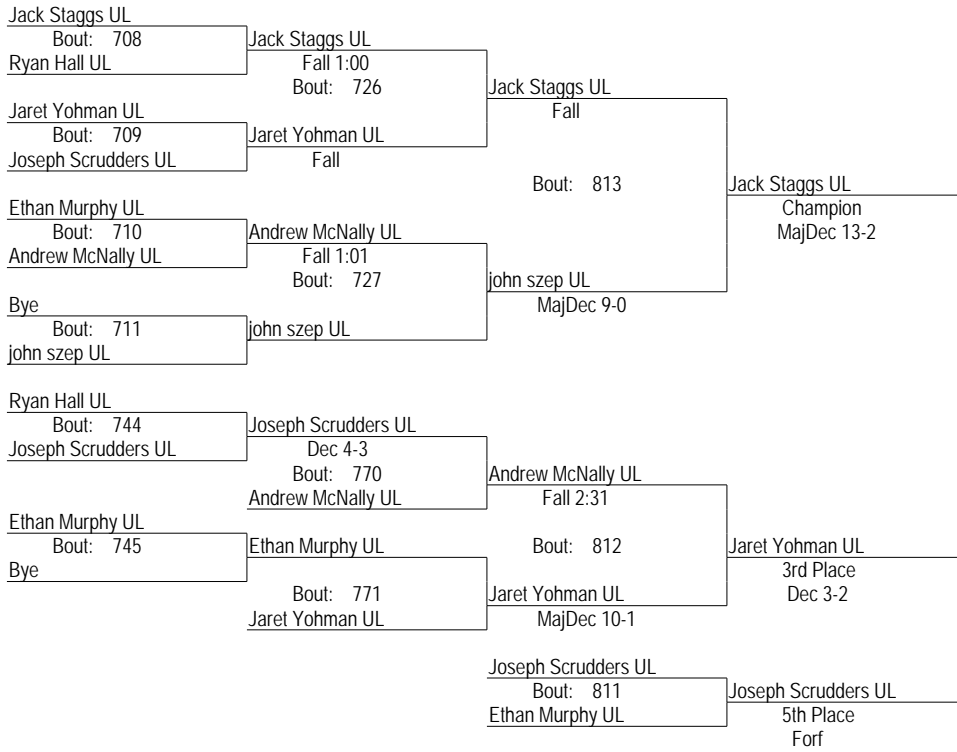 Jack Staggs UL
Bout: 708
Ryan Hall UL
Jack Staggs UL
Fall 1:00
Bout: 726
Jaret Yohman UL
Bout: 709
Joseph Scrudders UL
Jaret Yohman UL
Fall
Jack Staggs UL
Fall
Bout: 813
Ethan Murphy UL
Bout: 710
Andrew McNally UL
Andrew McNally UL
Fall 1:01
Bout: 727
Bye
Bout: 711
john szep UL
john szep UL
john szep UL
MajDec 9-0
Jack Staggs UL
Champion
MajDec 13-2
Ryan Hall UL
Bout: 744
Joseph Scrudders UL
Joseph Scrudders UL
Dec 4-3
Bout: 770
Andrew McNally UL
Andrew McNally UL
Fall 2:31
Bout: 812
Ethan Murphy UL
Bout: 745
Bye
Ethan Murphy UL
Bout: 771
Jaret Yohman UL
Jaret Yohman UL
MajDec 10-1
Jaret Yohman UL
3rd Place
Dec 3-2
Joseph Scrudders UL
Bout: 811
Ethan Murphy UL
Joseph Scrudders UL
5th Place
Forf